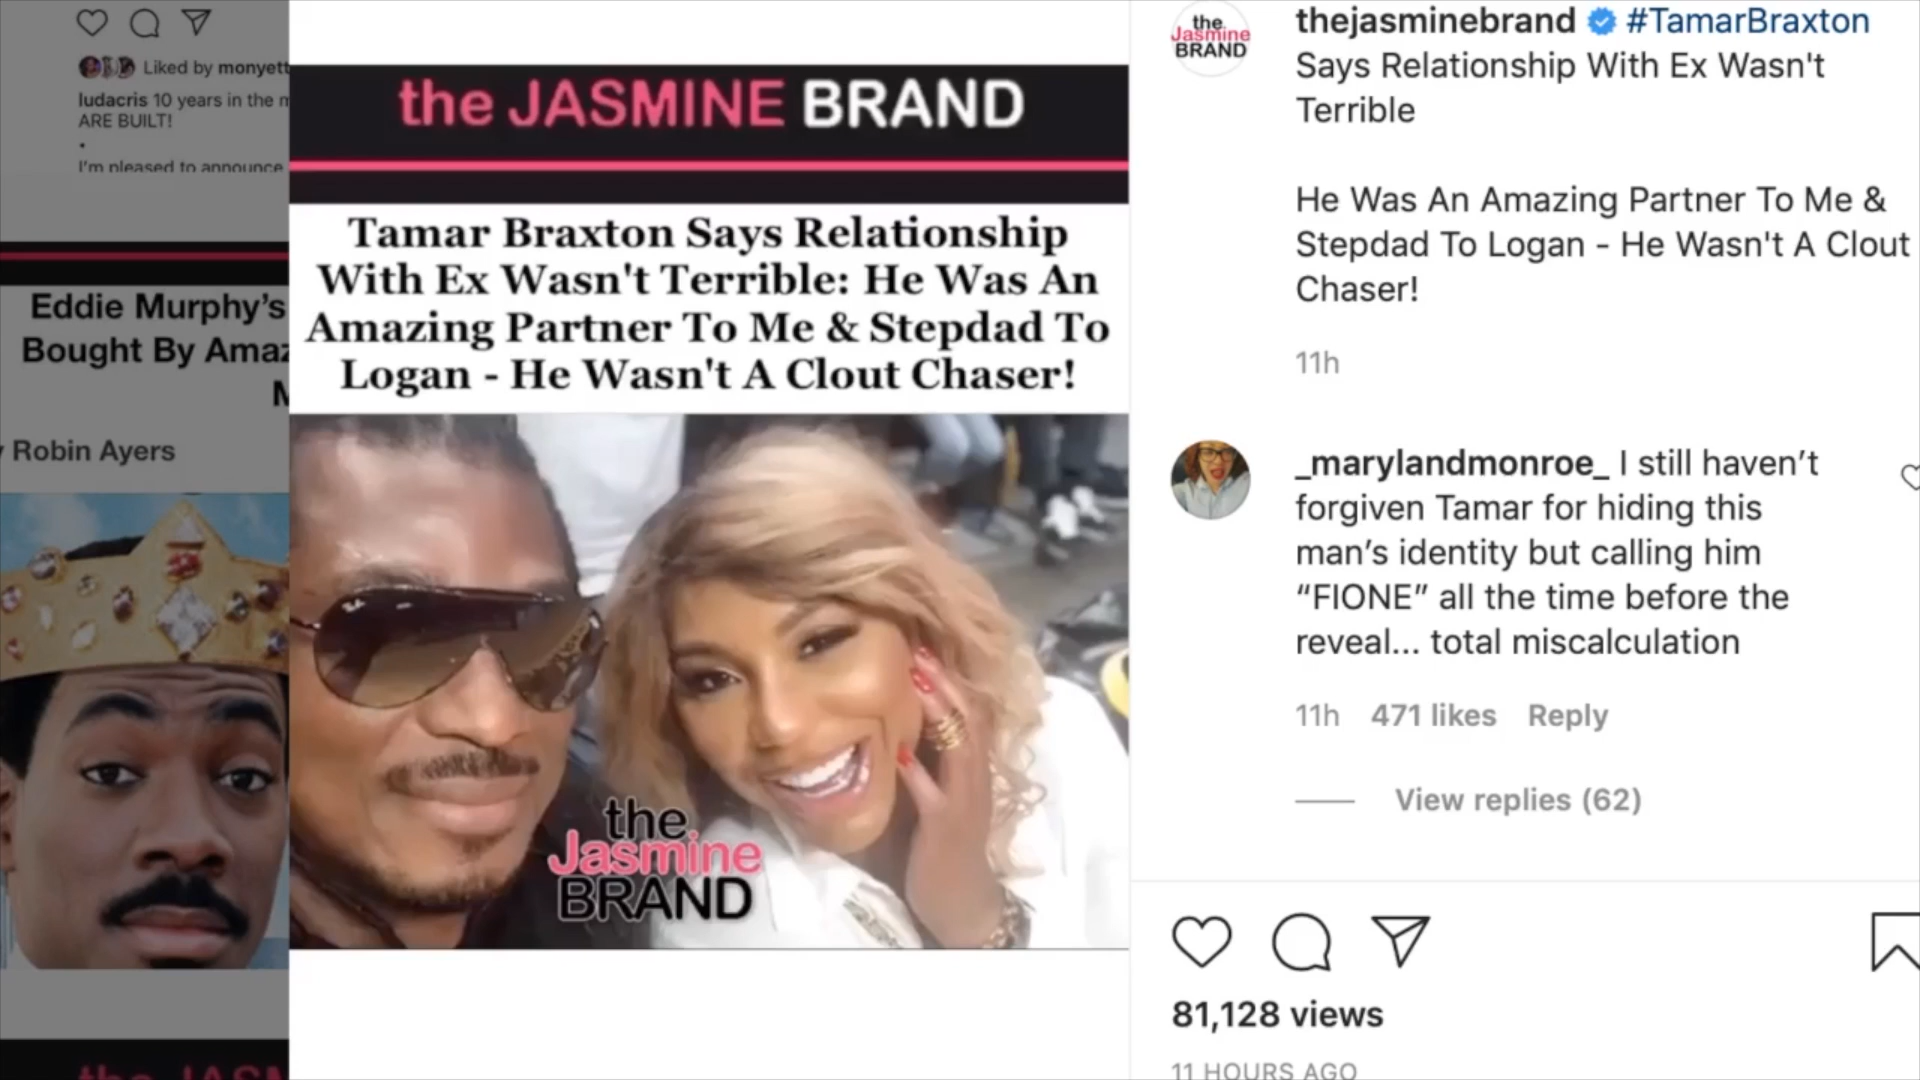 Liked by monyett
ludacris 10 years in the m
ARE BUILT!
.
I'm pleased to announce
Eddie Murphy's
Bought By Amaz
M
Robin Ayers
the JASM
the JASMINE BRAND
Tamar Braxton Says Relationship
With Ex Wasn't Terrible: He Was An
Amazing Partner To Me & Stepdad To
Logan - He Wasn't A Clout Chaser!
Ray-Ban
the
Jasmine
BRAND
the
Jasmine
BRAND
thejasminebrand #TamarBraxton
Says Relationship With Ex Wasn't
Terrible
He Was An Amazing Partner To Me &
Stepdad To Logan - He Wasn't A Clout
Chaser!
11h
_marylandmonroe_ I still haven't
forgiven Tamar for hiding this
man's identity but calling him
“FIONE” all the time before the
reveal... total miscalculation
11h 471 likes Reply
View replies (62)
81,128 views
11 HOURS AGO